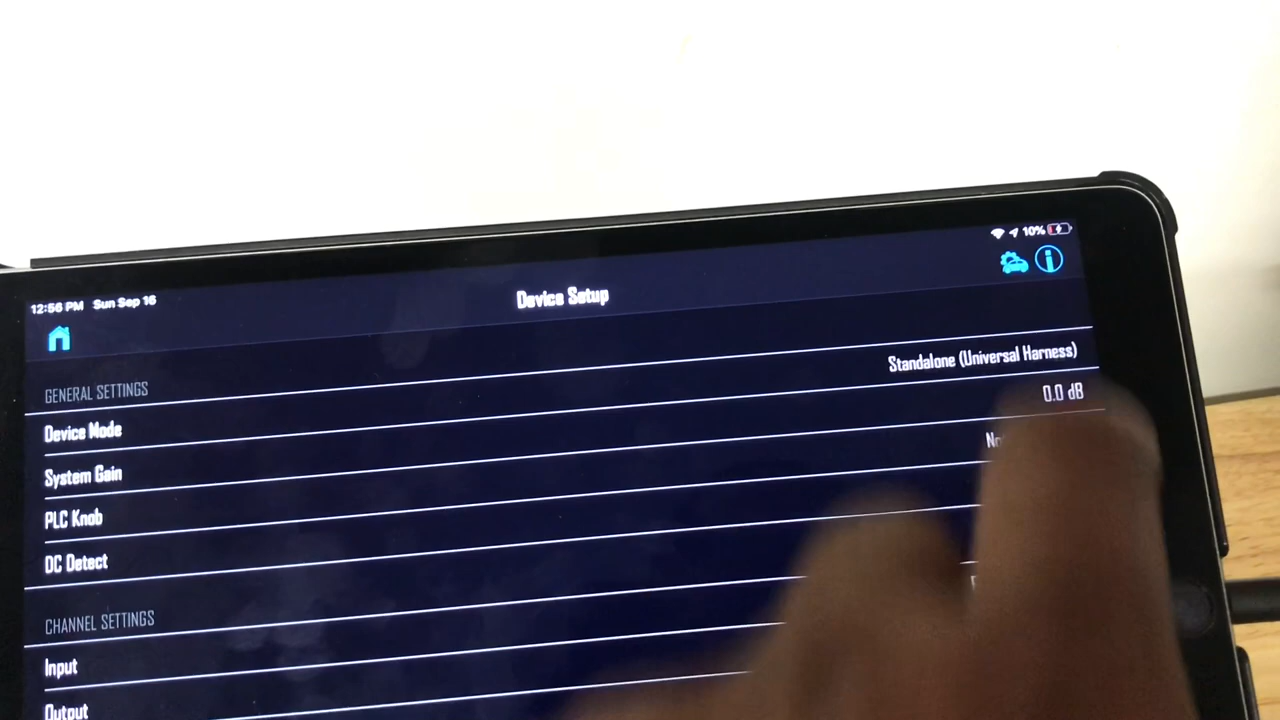 12:56 PM Sun Sep 16
10%
Device Setup
GENERAL SETTINGS
Device Mode Standalone (Universal Harness)
System Gain 0.0 dB
PLC Knob
DC Detect
CHANNEL SETTINGS
Input
Output